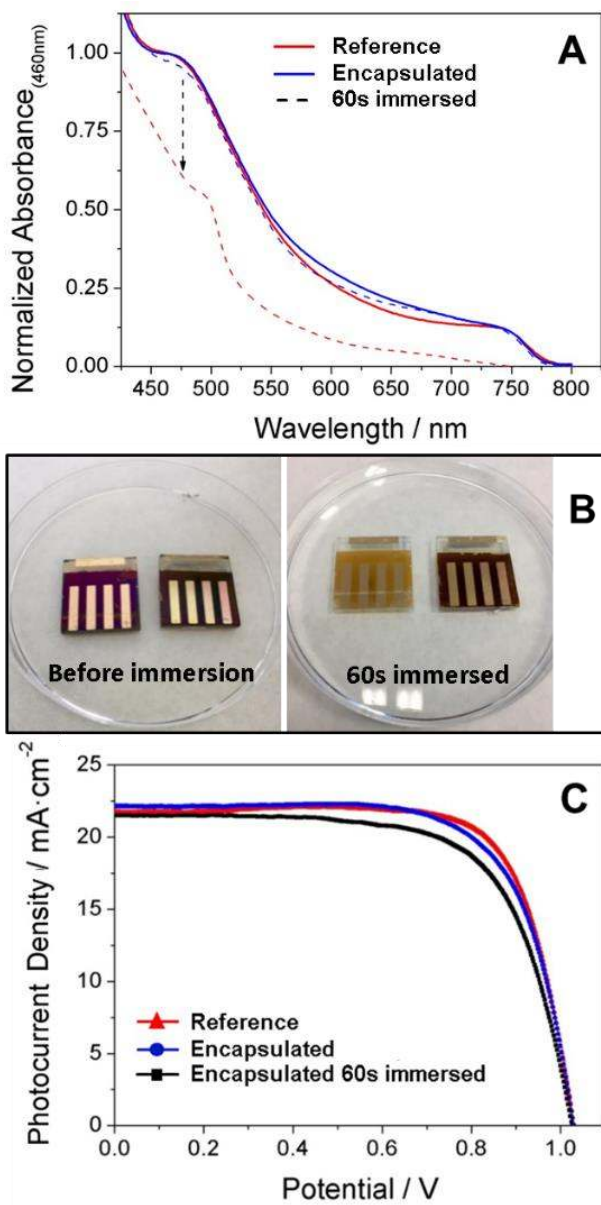 A
Reference
Encapsulated
60s immersed
Normalized Absorbance(460nm)
1.00
0.75
0.50
0.25
0.00
450 500 550 600 650 700 750 800
Wavelength / nm
B
Before immersion
60s immersed
C
Photocurrent Density / mA·cm⁻²
25
20
15
10
5
0
Reference
Encapsulated
Encapsulated 60s immersed
0.0 0.2 0.4 0.6 0.8 1.0
Potential / V